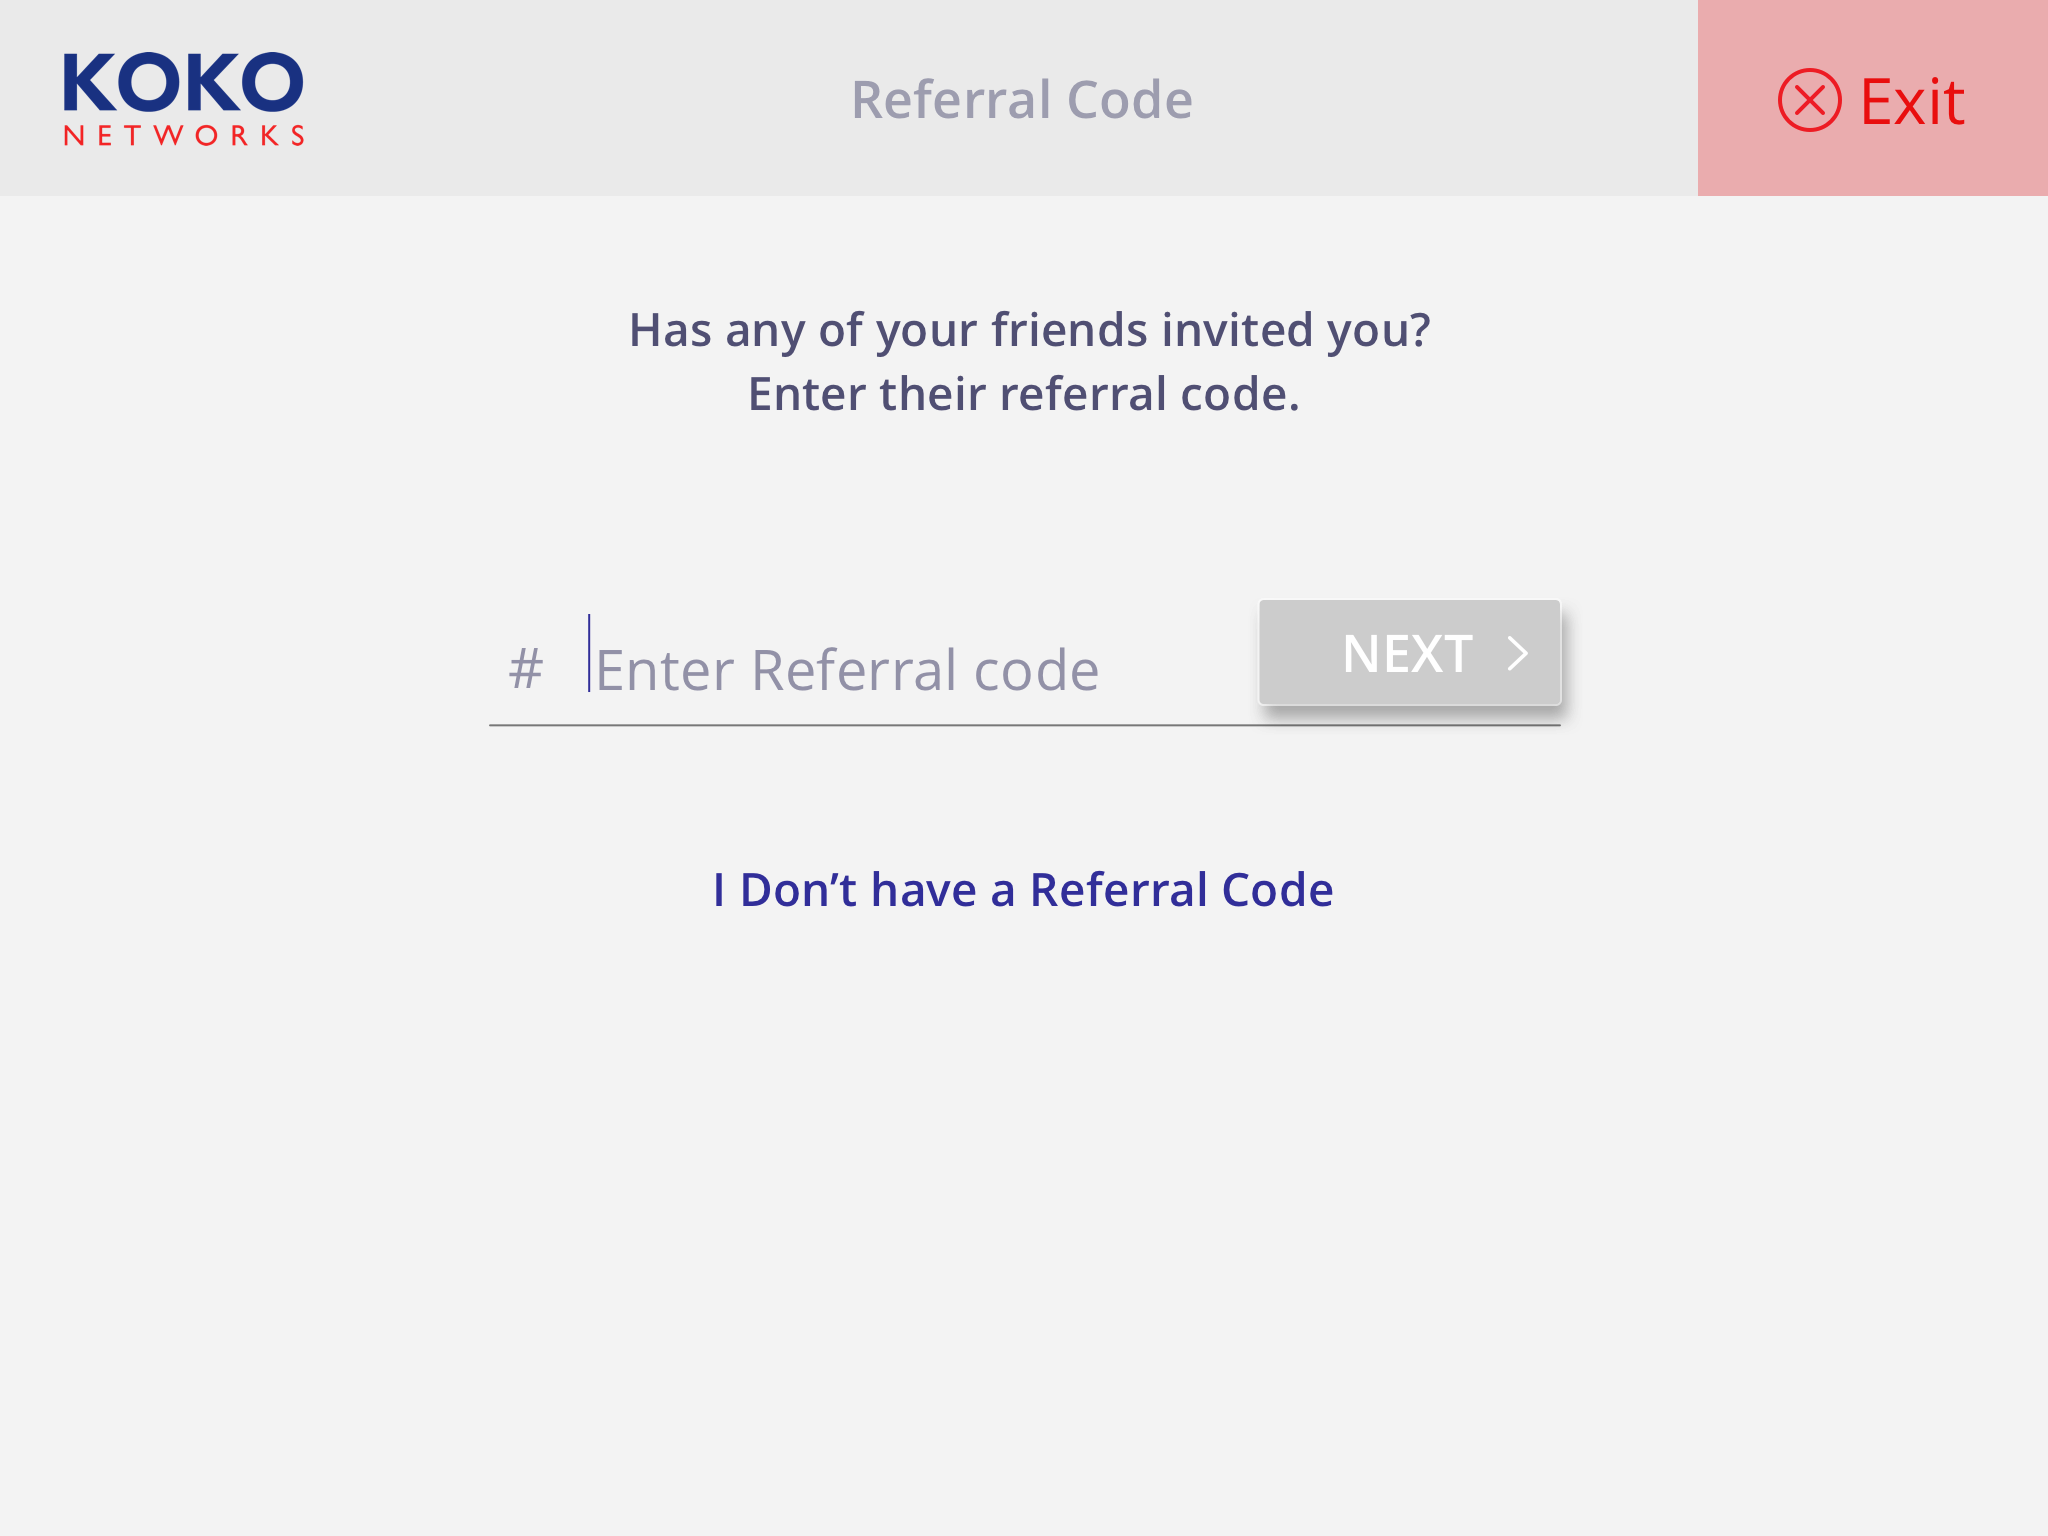 KOKO
NETWORKS
Referral Code
Exit
Has any of your friends invited you?
Enter their referral code.
# Enter Referral code
NEXT
I Don’t have a Referral Code